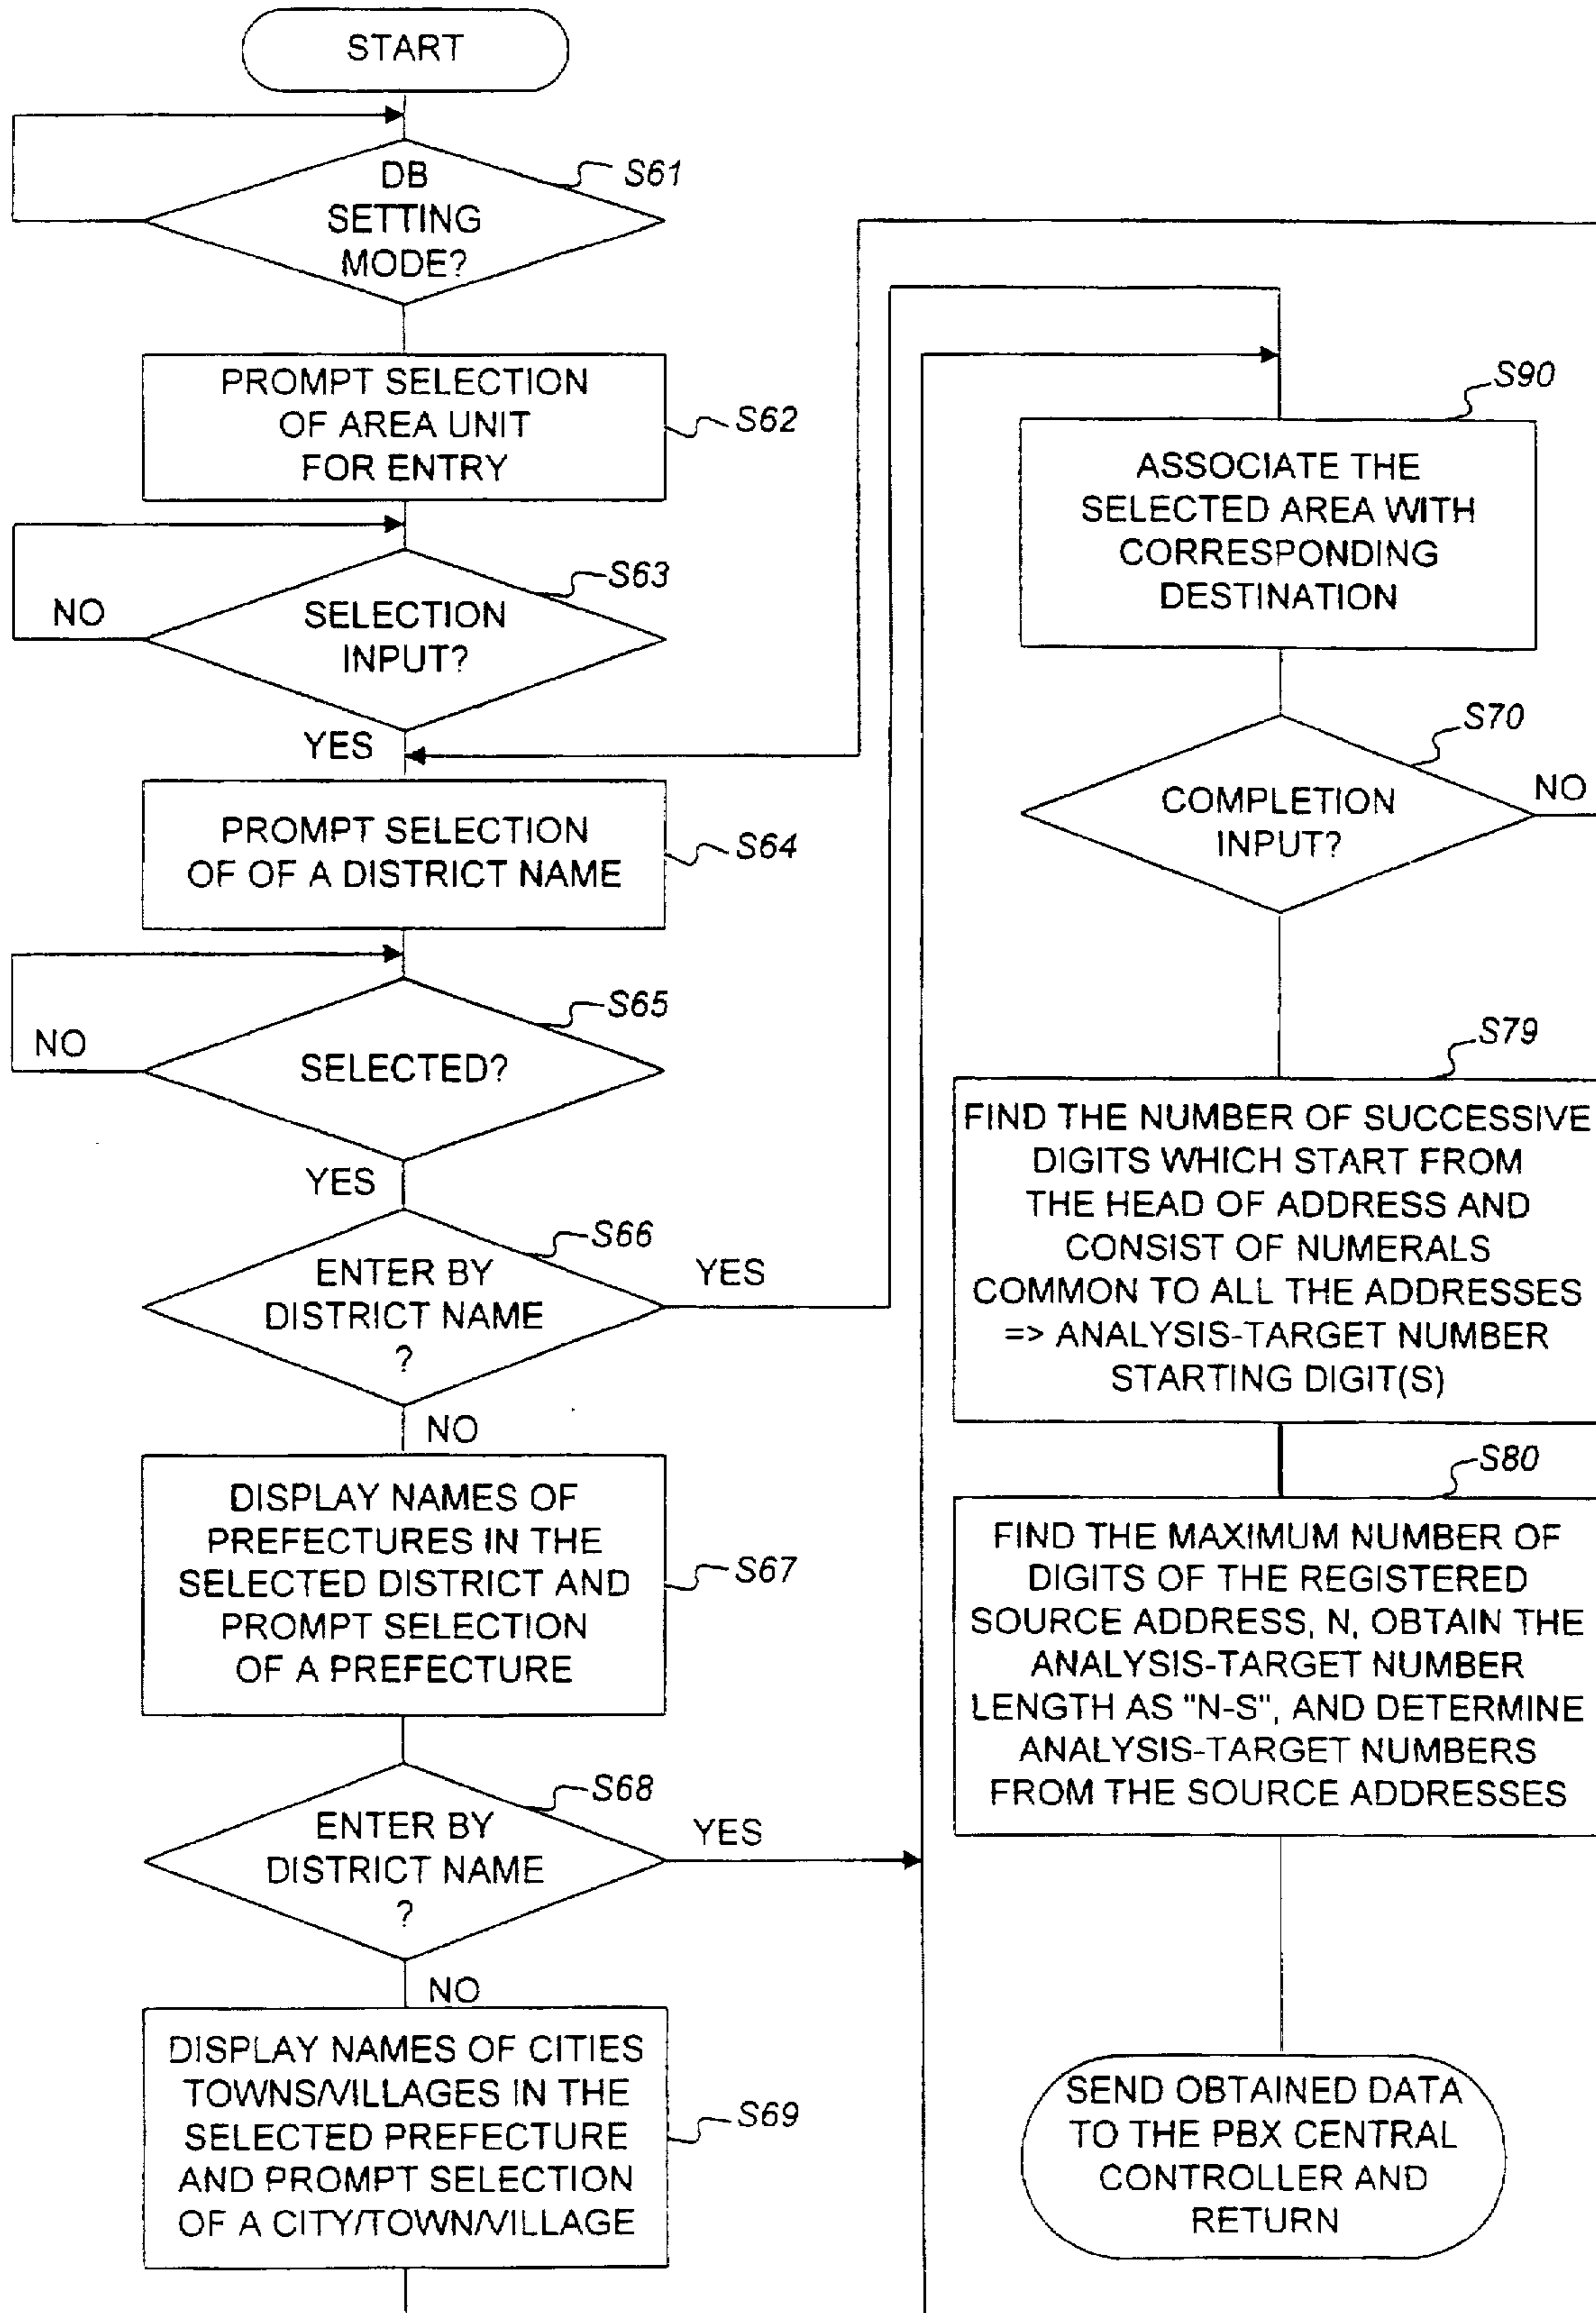 START
DB
SETTING
MODE?
S61
PROMPT SELECTION
OF AREA UNIT
FOR ENTRY
S62
SELECTION
INPUT?
S63
NO
YES
PROMPT SELECTION
OF OF A DISTRICT NAME
S64
SELECTED?
S65
NO
YES
ENTER BY
DISTRICT NAME
?
S66
YES
NO
DISPLAY NAMES OF
PREFECTURES IN THE
SELECTED DISTRICT AND
PROMPT SELECTION
OF A PREFECTURE
S67
ENTER BY
DISTRICT NAME
?
S68
YES
NO
DISPLAY NAMES OF CITIES
TOWNS/VILLAGES IN THE
SELECTED PREFECTURE
AND PROMPT SELECTION
OF A CITY/TOWN/VILLAGE
S69
S90
ASSOCIATE THE
SELECTED AREA WITH
CORRESPONDING
DESTINATION
S70
COMPLETION
INPUT?
NO
S79
FIND THE NUMBER OF SUCCESSIVE
DIGITS WHICH START FROM
THE HEAD OF ADDRESS AND
CONSIST OF NUMERALS
COMMON TO ALL THE ADDRESSES
=> ANALYSIS-TARGET NUMBER
STARTING DIGIT(S)
S80
FIND THE MAXIMUM NUMBER OF
DIGITS OF THE REGISTERED
SOURCE ADDRESS, N, OBTAIN THE
ANALYSIS-TARGET NUMBER
LENGTH AS "N-S", AND DETERMINE
ANALYSIS-TARGET NUMBERS
FROM THE SOURCE ADDRESSES
SEND OBTAINED DATA
TO THE PBX CENTRAL
CONTROLLER AND
RETURN